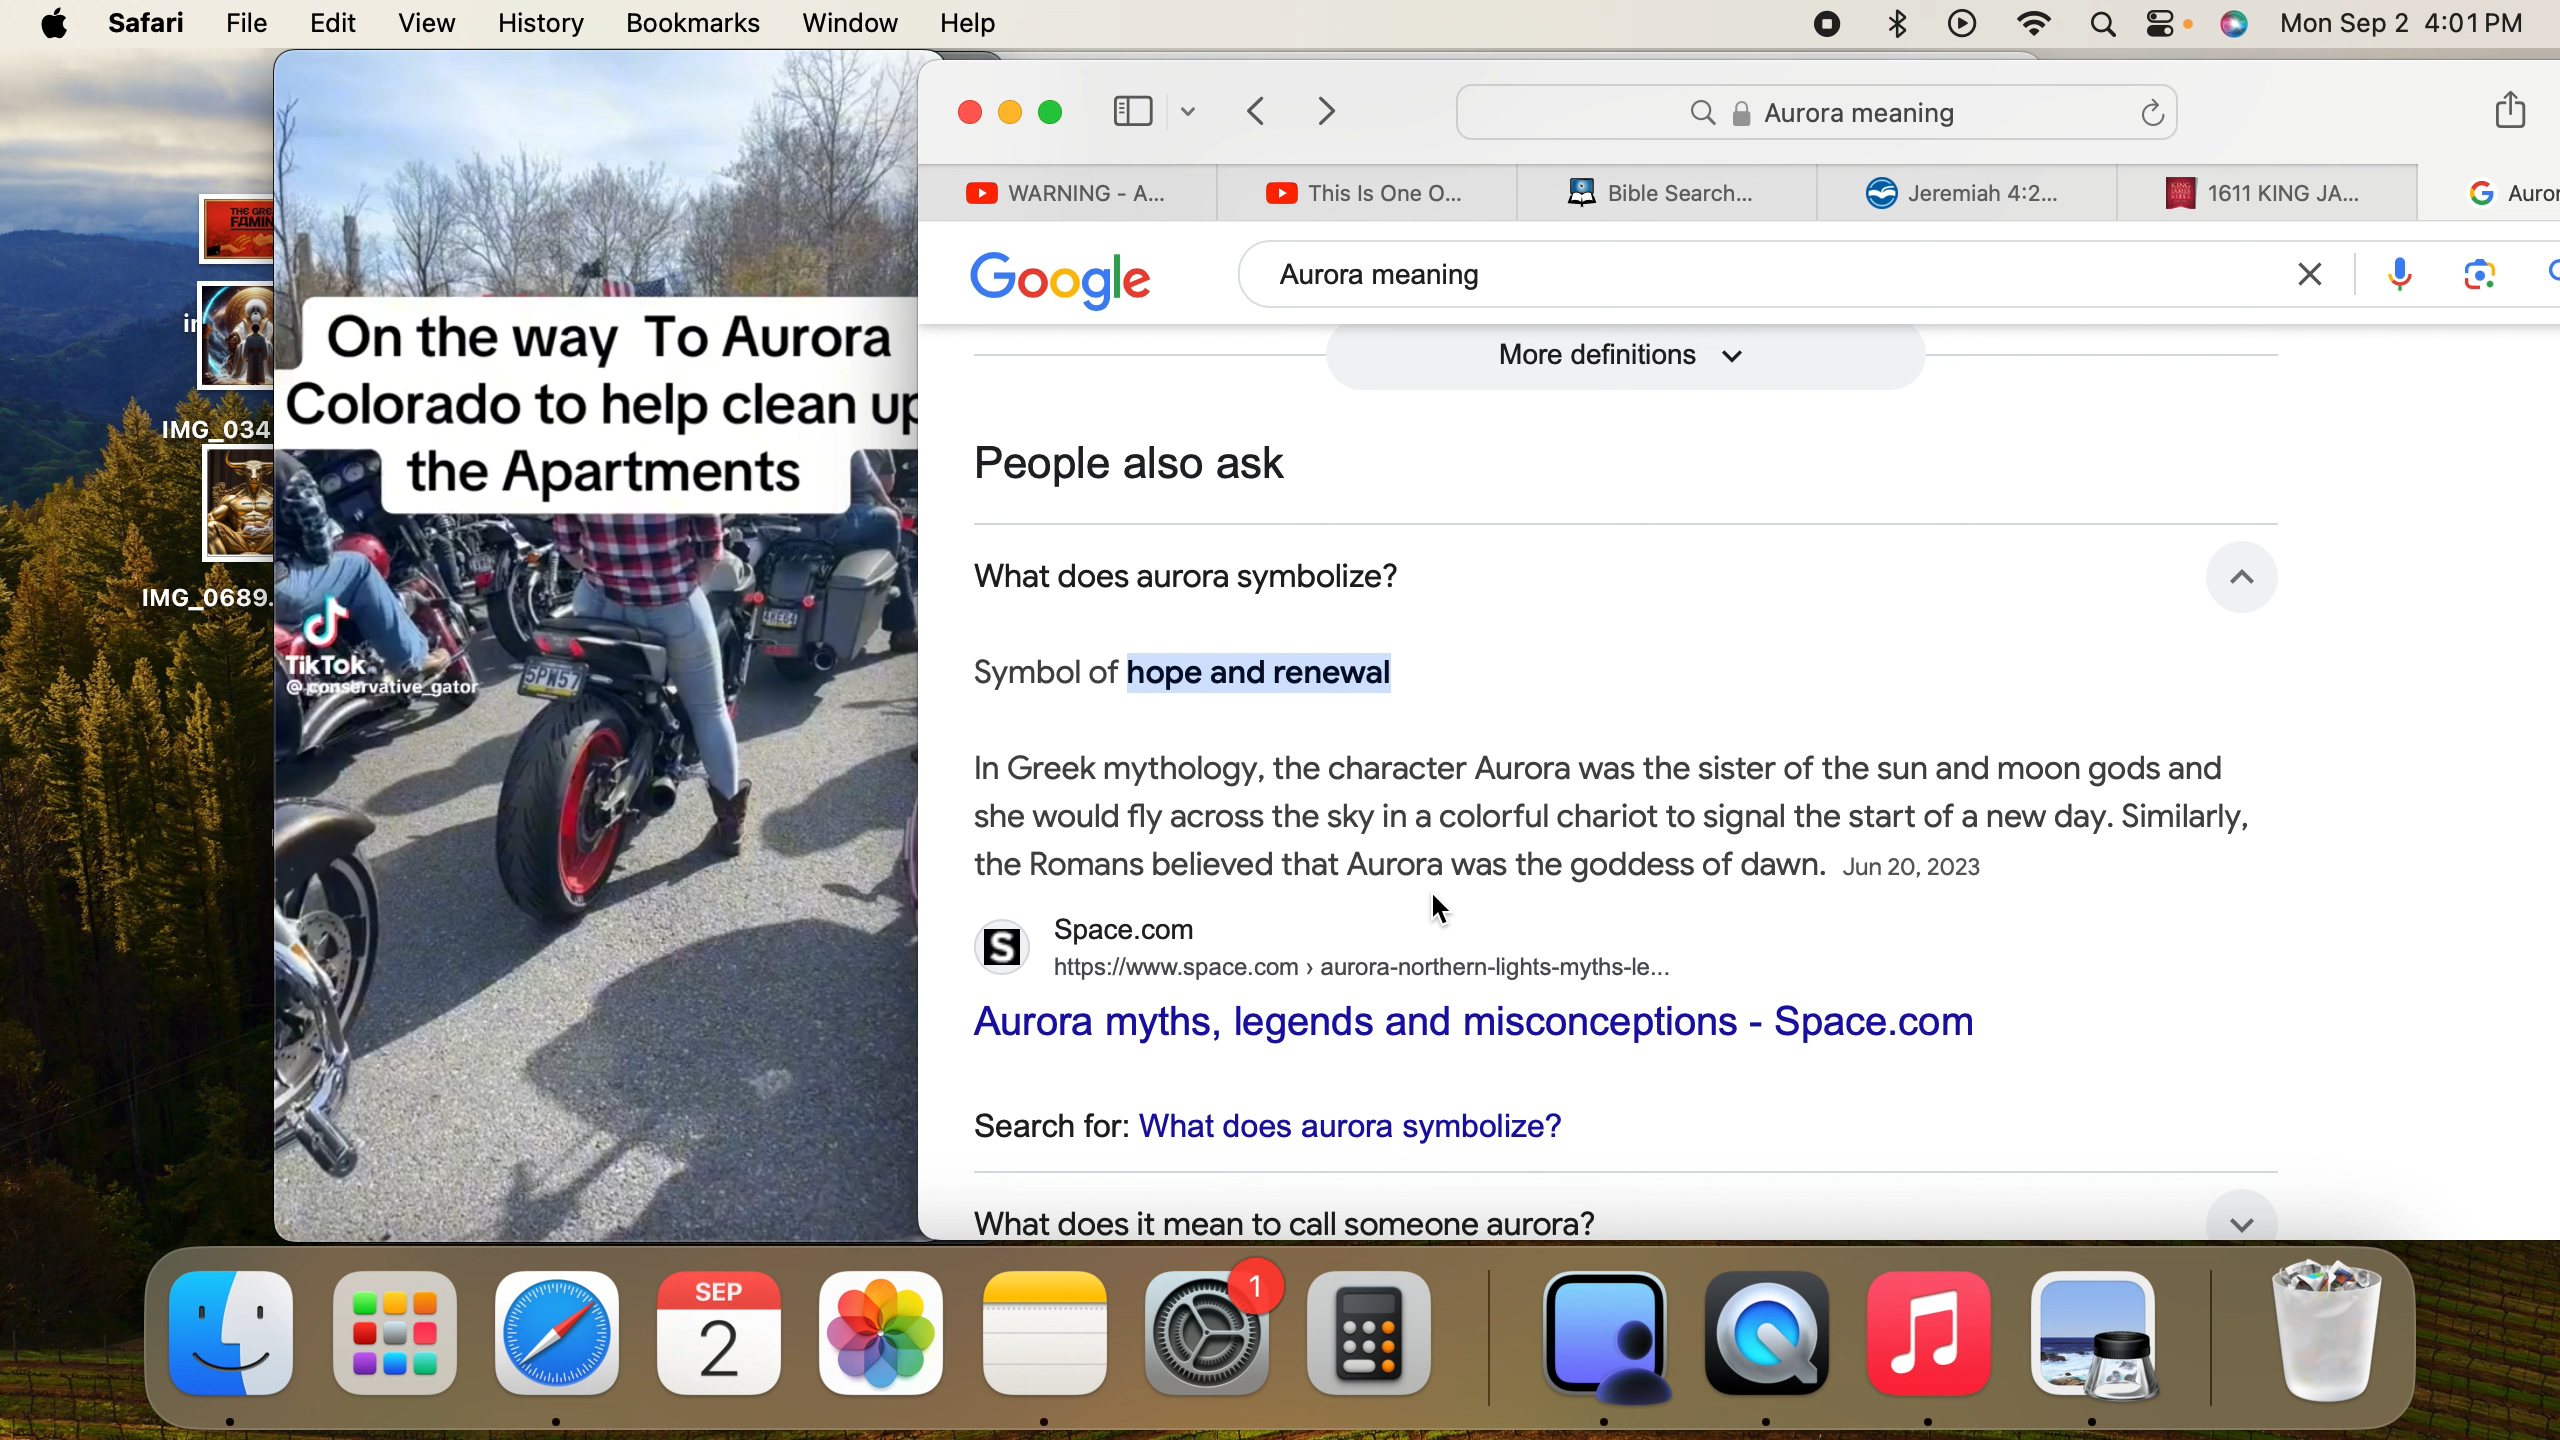 Safari File Edit View History Bookmarks Window Help Mon Sep 2 4:01 PM
Aurora meaning
WARNING - A... This Is One O... Bible Search... Jeremiah 4:2... 1611 KING JA... Auror
Google Aurora meaning
More definitions
People also ask
What does aurora symbolize?
Symbol of hope and renewal
In Greek mythology, the character Aurora was the sister of the sun and moon gods and
she would fly across the sky in a colorful chariot to signal the start of a new day. Similarly,
the Romans believed that Aurora was the goddess of dawn. Jun 20, 2023
S
Space.com
https://www.space.com › aurora-northern-lights-myths-le...
Aurora myths, legends and misconceptions - Space.com
Search for: What does aurora symbolize?
What does it mean to call someone aurora?
On the way To Aurora
Colorado to help clean up
the Apartments
TikTok
@conservative_gator
5PW57
4KE64
THE GRE
FAMIN
IMG_034
IMG_0689.
SEP
2
1